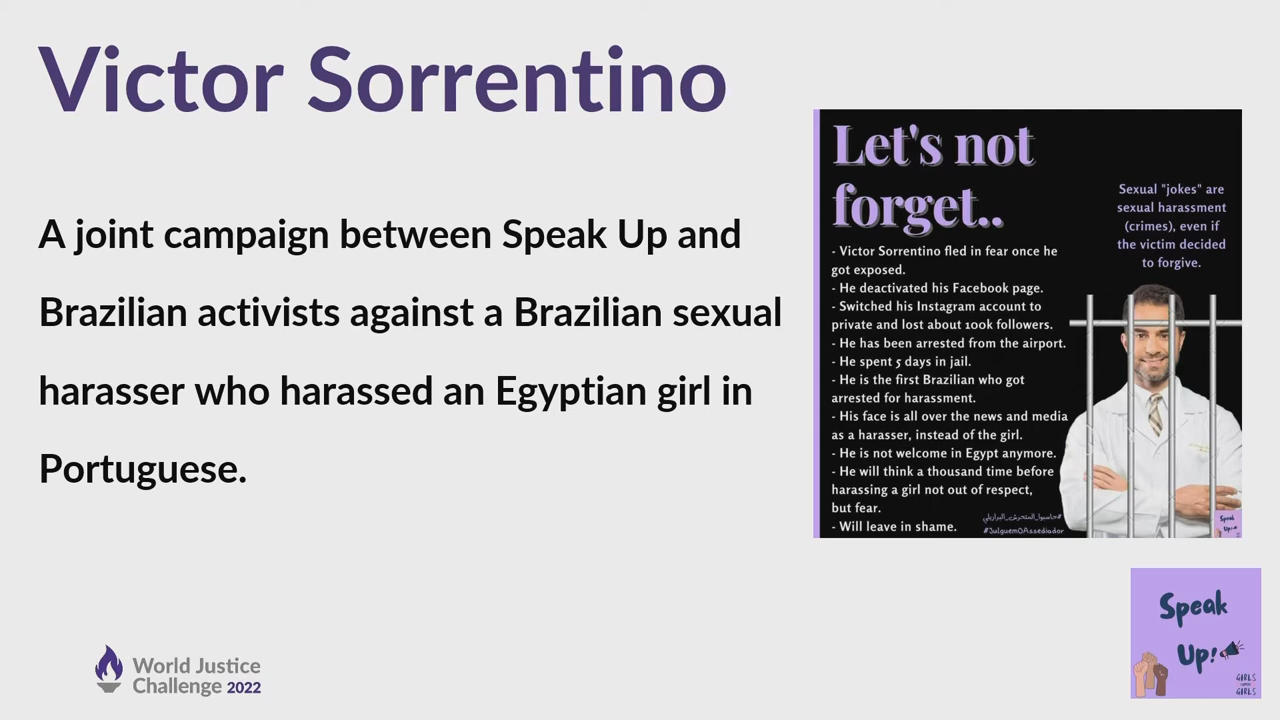 Victor Sorrentino
A joint campaign between Speak Up and
Brazilian activists against a Brazilian sexual
harasser who harassed an Egyptian girl in
Portuguese.
Let's not
forget..
Sexual "jokes" are
sexual harassment
(crimes), even if
the victim decided
to forgive.
- Victor Sorrentino fled in fear once he
got exposed.
- He deactivated his Facebook page.
- Switched his Instagram account to
private and lost about 100k followers.
- He has been arrested from the airport.
- He spent 5 days in jail.
- He is the first Brazilian who got
arrested for harassment.
- His face is all over the news and media
as a harasser, instead of the girl.
- He is not welcome in Egypt anymore.
- He will think a thousand time before
harassing a girl not out of respect,
but fear.
- Will leave in shame.
#حاسبوا_المتحرش_البرازيلي
#JulguemOAssediador
Speak
Up!
Speak
Up!
GIRLS
GIRLS
World Justice
Challenge 2022